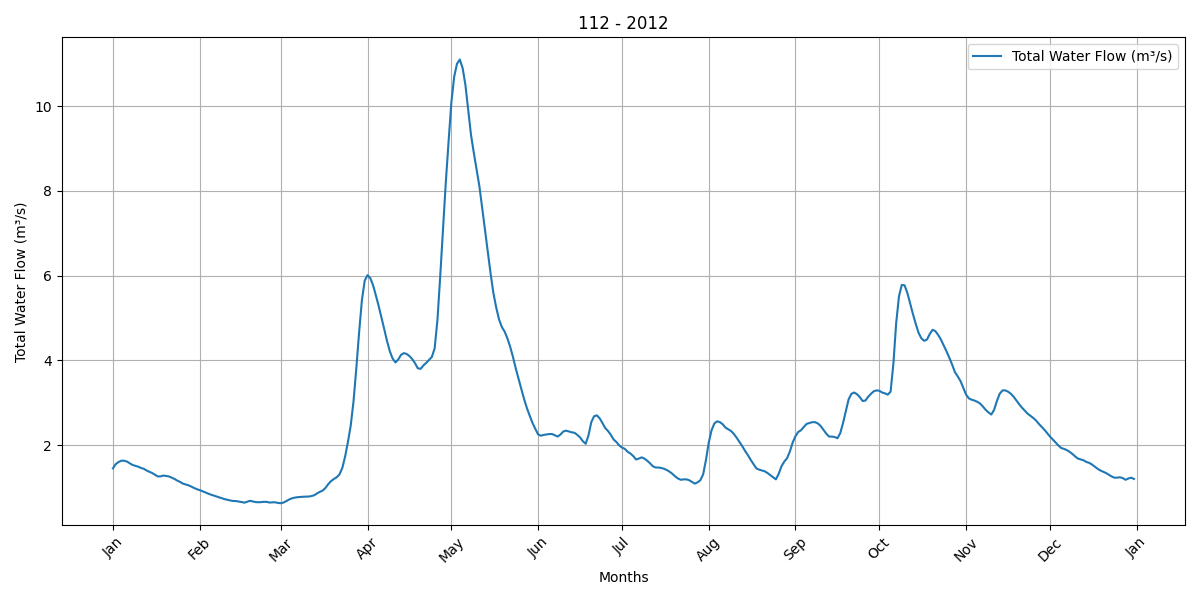 112 - 2012
Total Water Flow (m³/s)
Total Water Flow (m³/s)
10
8
6
4
2
Jan
Feb
Mar
Apr
May
Jun
Jul
Aug
Sep
Oct
Nov
Dec
Jan
Months